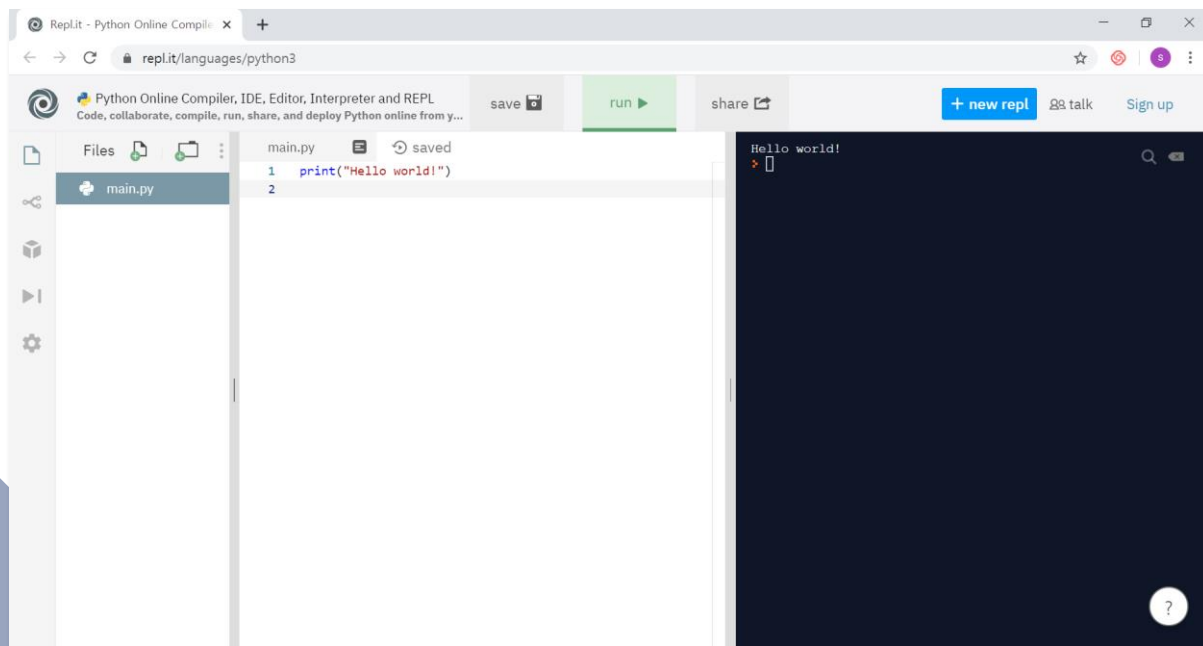 Repl.it - Python Online Compile
repl.it/languages/python3
S
Python Online Compiler, IDE, Editor, Interpreter and REPL
Code, collaborate, compile, run, share, and deploy Python online from y...
save
run
share
+ new repl
talk
Sign up
Files
main.py
main.py
saved
1 print("Hello world!")
2
Hello world!
?